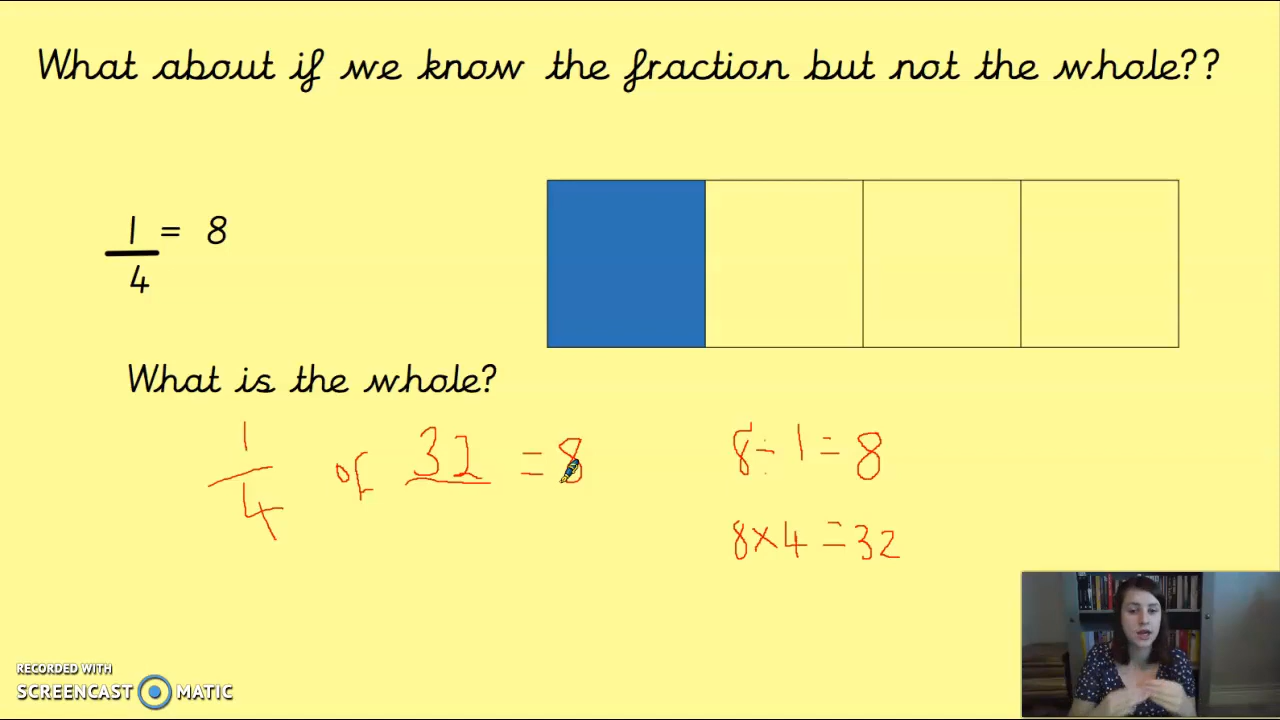 What about if we know the fraction but not the whole??
1
= 8
4
What is the whole?
1
4
of 32 = 8
8 ÷ 1 = 8
8 x 4 = 32
RECORDED WITH
SCREENCAST MATIC